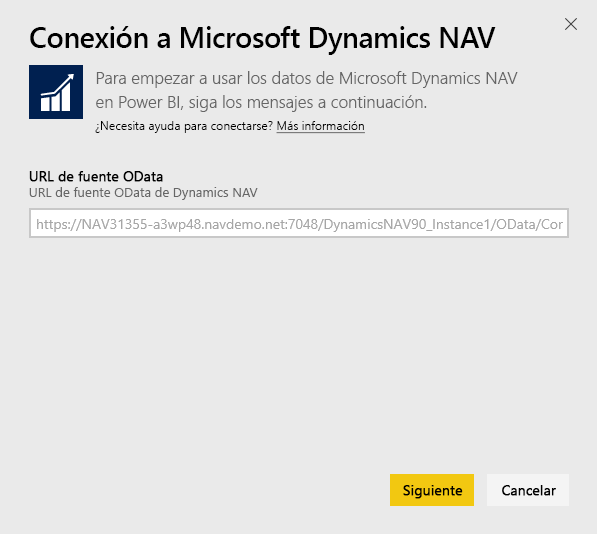 Conexión a Microsoft Dynamics NAV
Para empezar a usar los datos de Microsoft Dynamics NAV
en Power BI, siga los mensajes a continuación.
¿Necesita ayuda para conectarse? Más información
URL de fuente OData
URL de fuente OData de Dynamics NAV
https://NAV31355-a3wp48.navdemo.net:7048/DynamicsNAV90_Instance1/OData/Cor
Siguiente
Cancelar